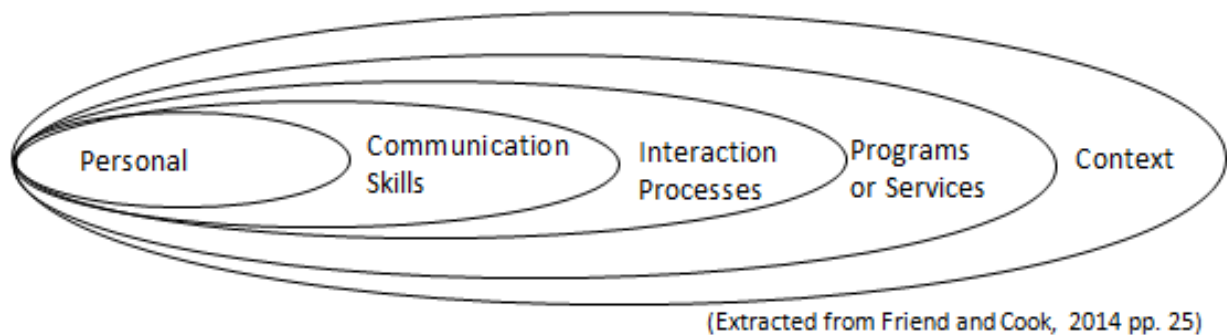 Personal
Communication
Skills
Interaction
Processes
Programs
or Services
Context
(Extracted from Friend and Cook, 2014 pp. 25)